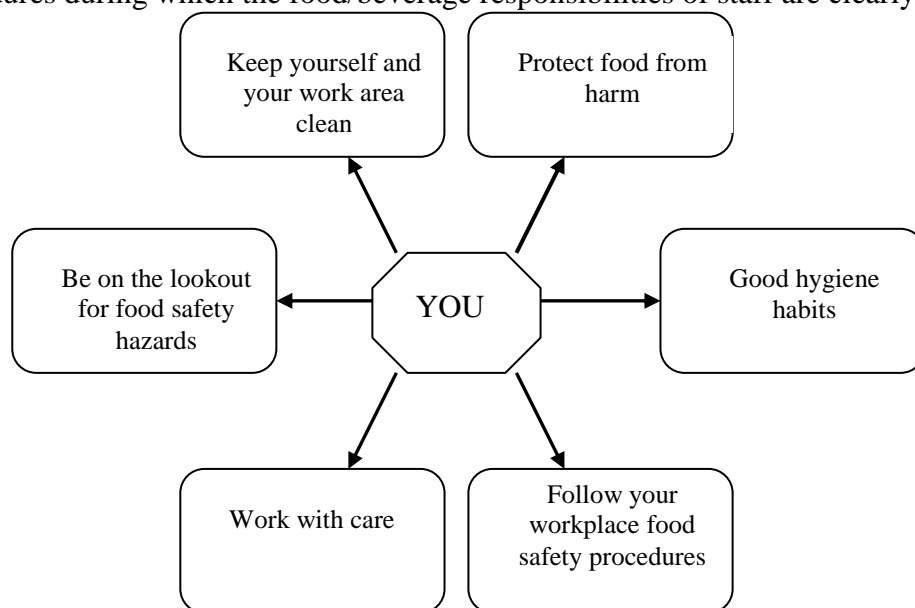 ures during which the food/beverage responsibilities of staff are clearly
Keep yourself and
your work area
clean
Protect food from
harm
Be on the lookout
for food safety
hazards
YOU
Good hygiene
habits
Work with care
Follow your
workplace food
safety procedures